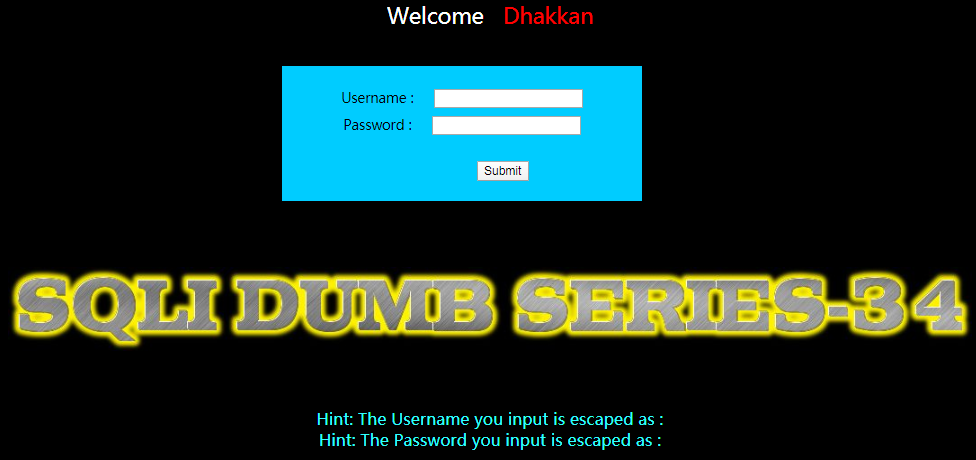 Welcome Dhakkan
Username :
Password :
Submit
SQLI DUMB SERIES-34
Hint: The Username you input is escaped as :
Hint: The Password you input is escaped as :